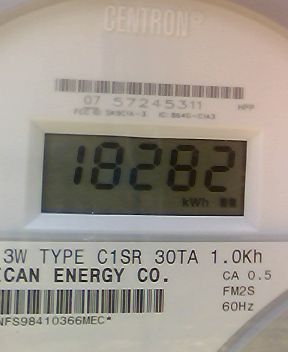 CENTRON®
07 57245311
18282
kWh
3W TYPE C1SR 30TA 1.0Kh
ICAN ENERGY CO.
CA 0.5
FM2S
60Hz
NFS98410366MEC*